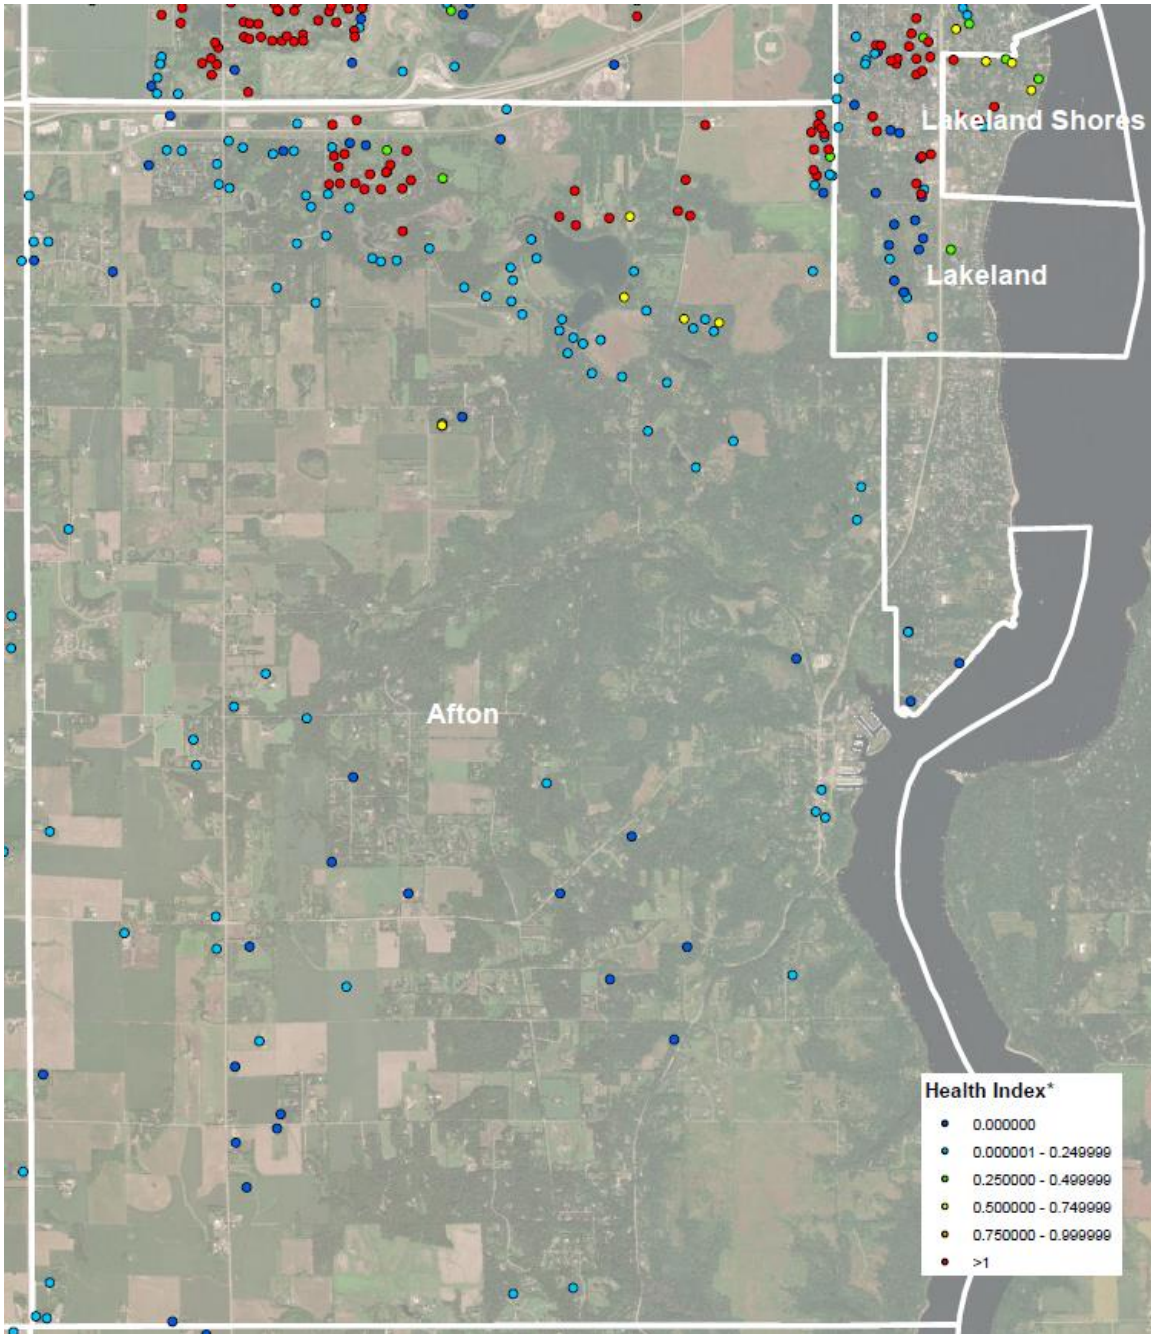 Lakeland Shores
Lakeland
Afton
Health Index*
0.000000
0.000001 - 0.249999
0.250000 - 0.499999
0.500000 - 0.749999
0.750000 - 0.999999
>1